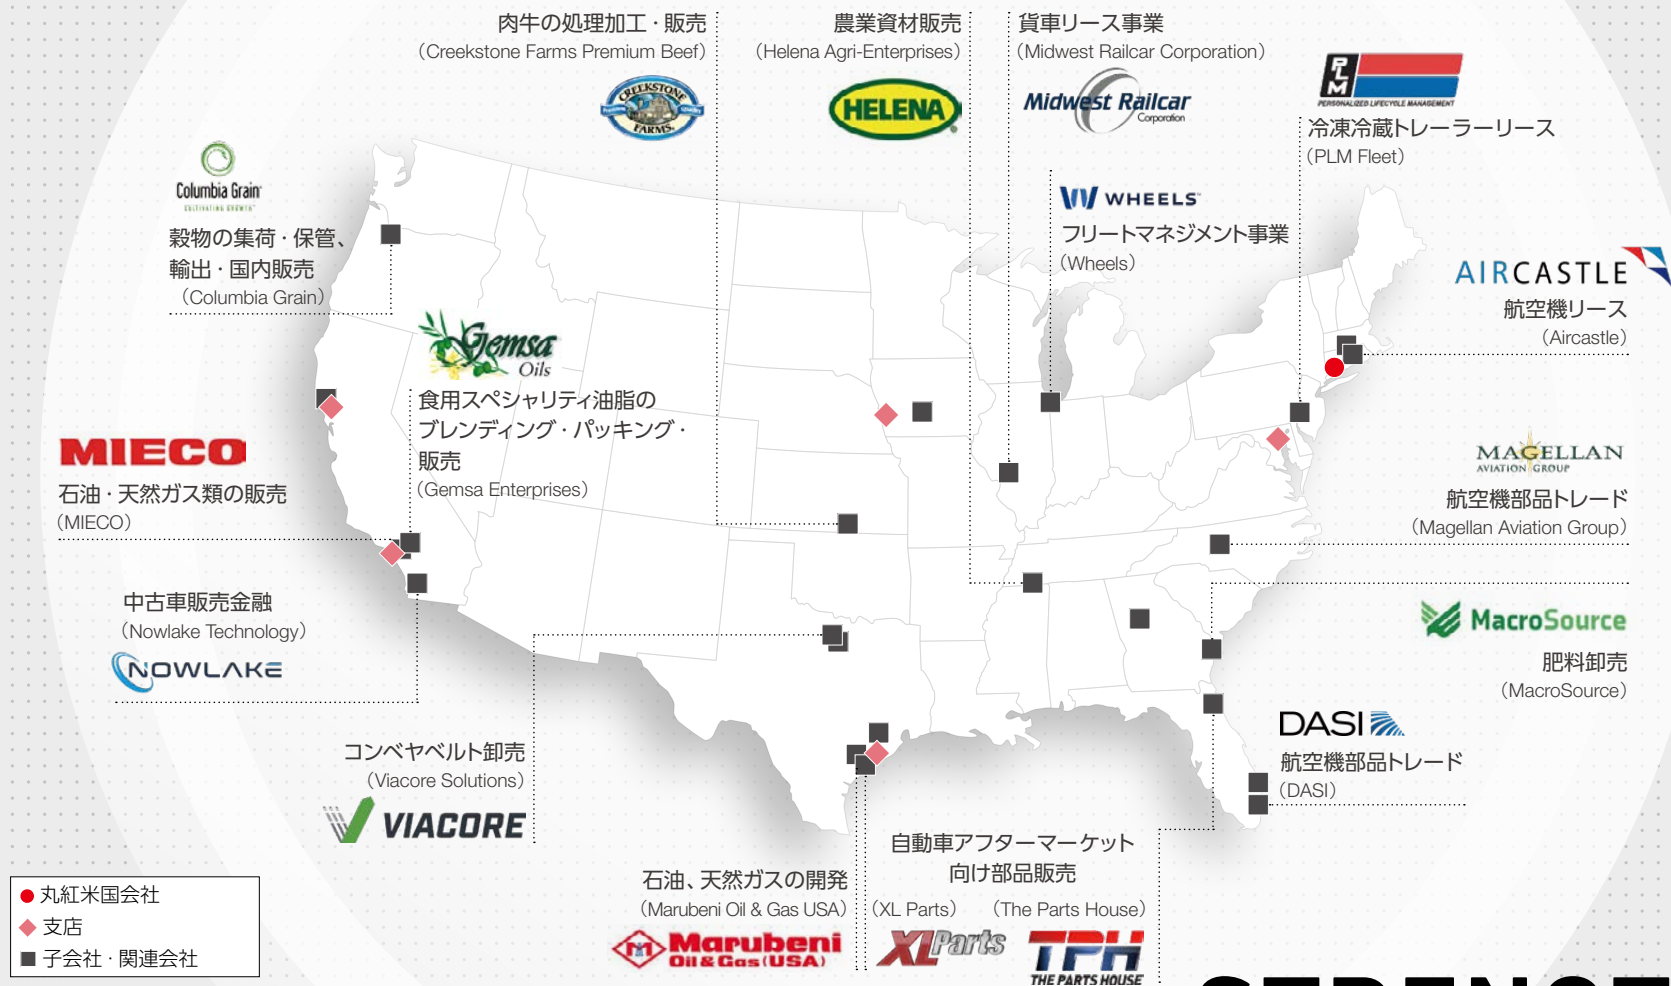 肉牛の処理加工・販売
(Creekstone Farms Premium Beef)
CREEKSTONE
FARMS
農業資材販売
(Helena Agri-Enterprises)
HELENA
貨車リース事業
(Midwest Railcar Corporation)
Midwest Railcar
Corporation
PLM
PERSONALIZED LIFECYCLE MANAGEMENT
冷凍冷蔵トレーラーリース
(PLM Fleet)
Columbia Grain
CULTIVATING GROWTH
穀物の集荷・保管、
輸出・国内販売
(Columbia Grain)
WHEELS
フリートマネジメント事業
(Wheels)
AIRCASTLE
航空機リース
(Aircastle)
Gemsa
Oils
食用スペシャリティ油脂の
ブレンディング・パッキング・
販売
(Gemsa Enterprises)
MIECO
石油・天然ガス類の販売
(MIECO)
MAGELLAN
AVIATION GROUP
航空機部品トレード
(Magellan Aviation Group)
中古車販売金融
(Nowlake Technology)
NOWLAKE
MacroSource
肥料卸売
(MacroSource)
DASI
航空機部品トレード
(DASI)
コンベヤベルト卸売
(Viacore Solutions)
VIACORE
石油、天然ガスの開発
(Marubeni Oil & Gas USA)
Marubeni
Oil & Gas (USA)
自動車アフターマーケット
向け部品販売
(XL Parts)
XL Parts
(The Parts House)
TPH
THE PARTS HOUSE
丸紅米国会社
支店
子会社・関連会社